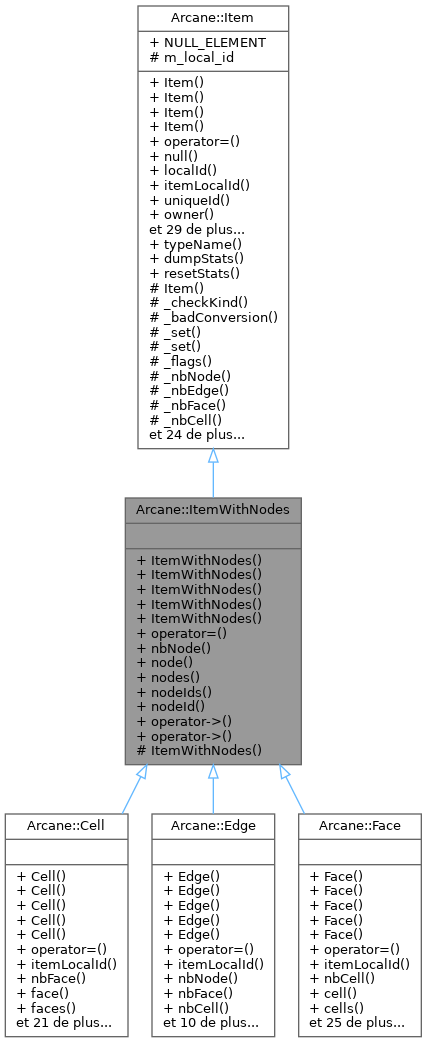 Arcane::Item
+ NULL_ELEMENT
# m_local_id
+ Item()
+ Item()
+ Item()
+ Item()
+ operator=()
+ null()
+ localId()
+ itemLocalId()
+ uniqueId()
+ owner()
et 29 de plus...
+ typeName()
+ dumpStats()
+ resetStats()
# Item()
# _checkKind()
# _badConversion()
# _set()
# _set()
# _flags()
# _nbNode()
# _nbEdge()
# _nbFace()
# _nbCell()
et 24 de plus...
Arcane::ItemWithNodes
+ ItemWithNodes()
+ ItemWithNodes()
+ ItemWithNodes()
+ ItemWithNodes()
+ ItemWithNodes()
+ operator=()
+ nbNode()
+ node()
+ nodes()
+ nodeIds()
+ nodeId()
+ operator->()
+ operator->()
# ItemWithNodes()
Arcane::Cell
+ Cell()
+ Cell()
+ Cell()
+ Cell()
+ Cell()
+ operator=()
+ itemLocalId()
+ nbFace()
+ face()
+ faces()
et 21 de plus...
Arcane::Edge
+ Edge()
+ Edge()
+ Edge()
+ Edge()
+ Edge()
+ operator=()
+ itemLocalId()
+ nbNode()
+ nbFace()
+ nbCell()
et 10 de plus...
Arcane::Face
+ Face()
+ Face()
+ Face()
+ Face()
+ Face()
+ operator=()
+ itemLocalId()
+ nbCell()
+ cell()
+ cells()
et 25 de plus...